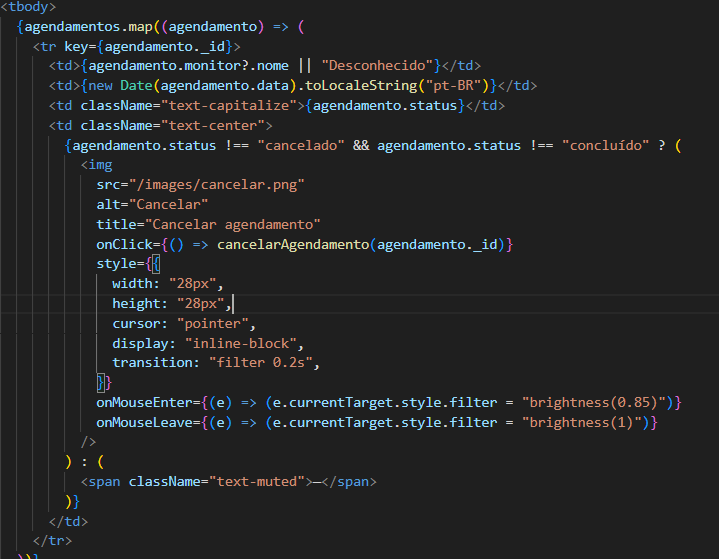 <tbody>
{agendamentos.map((agendamento) => (
<tr key={agendamento._id}>
<td>{agendamento.monitor?.nome || "Desconhecido"}</td>
<td>{new Date(agendamento.data).toLocaleString("pt-BR")}</td>
<td className="text-capitalize">{agendamento.status}</td>
<td className="text-center">
{agendamento.status !== "cancelado" && agendamento.status !== "concluído" ? (
<img
src="/images/cancelar.png"
alt="Cancelar"
title="Cancelar agendamento"
onClick={() => cancelarAgendamento(agendamento._id)}
style={{
width: "28px",
height: "28px",
cursor: "pointer",
display: "inline-block",
transition: "filter 0.2s",
}}
onMouseEnter={(e) => (e.currentTarget.style.filter = "brightness(0.85)")}
onMouseLeave={(e) => (e.currentTarget.style.filter = "brightness(1)")}
/>
) : (
<span className="text-muted">—</span>
)}
</td>
</tr>
))}